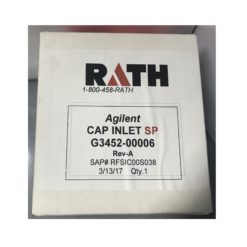 RATH
1-800-458-RATH
Agilent
CAP INLET SP
G3452-00006
Rev-A
SAP# RFSIC00S038
3/13/17 Qty.1